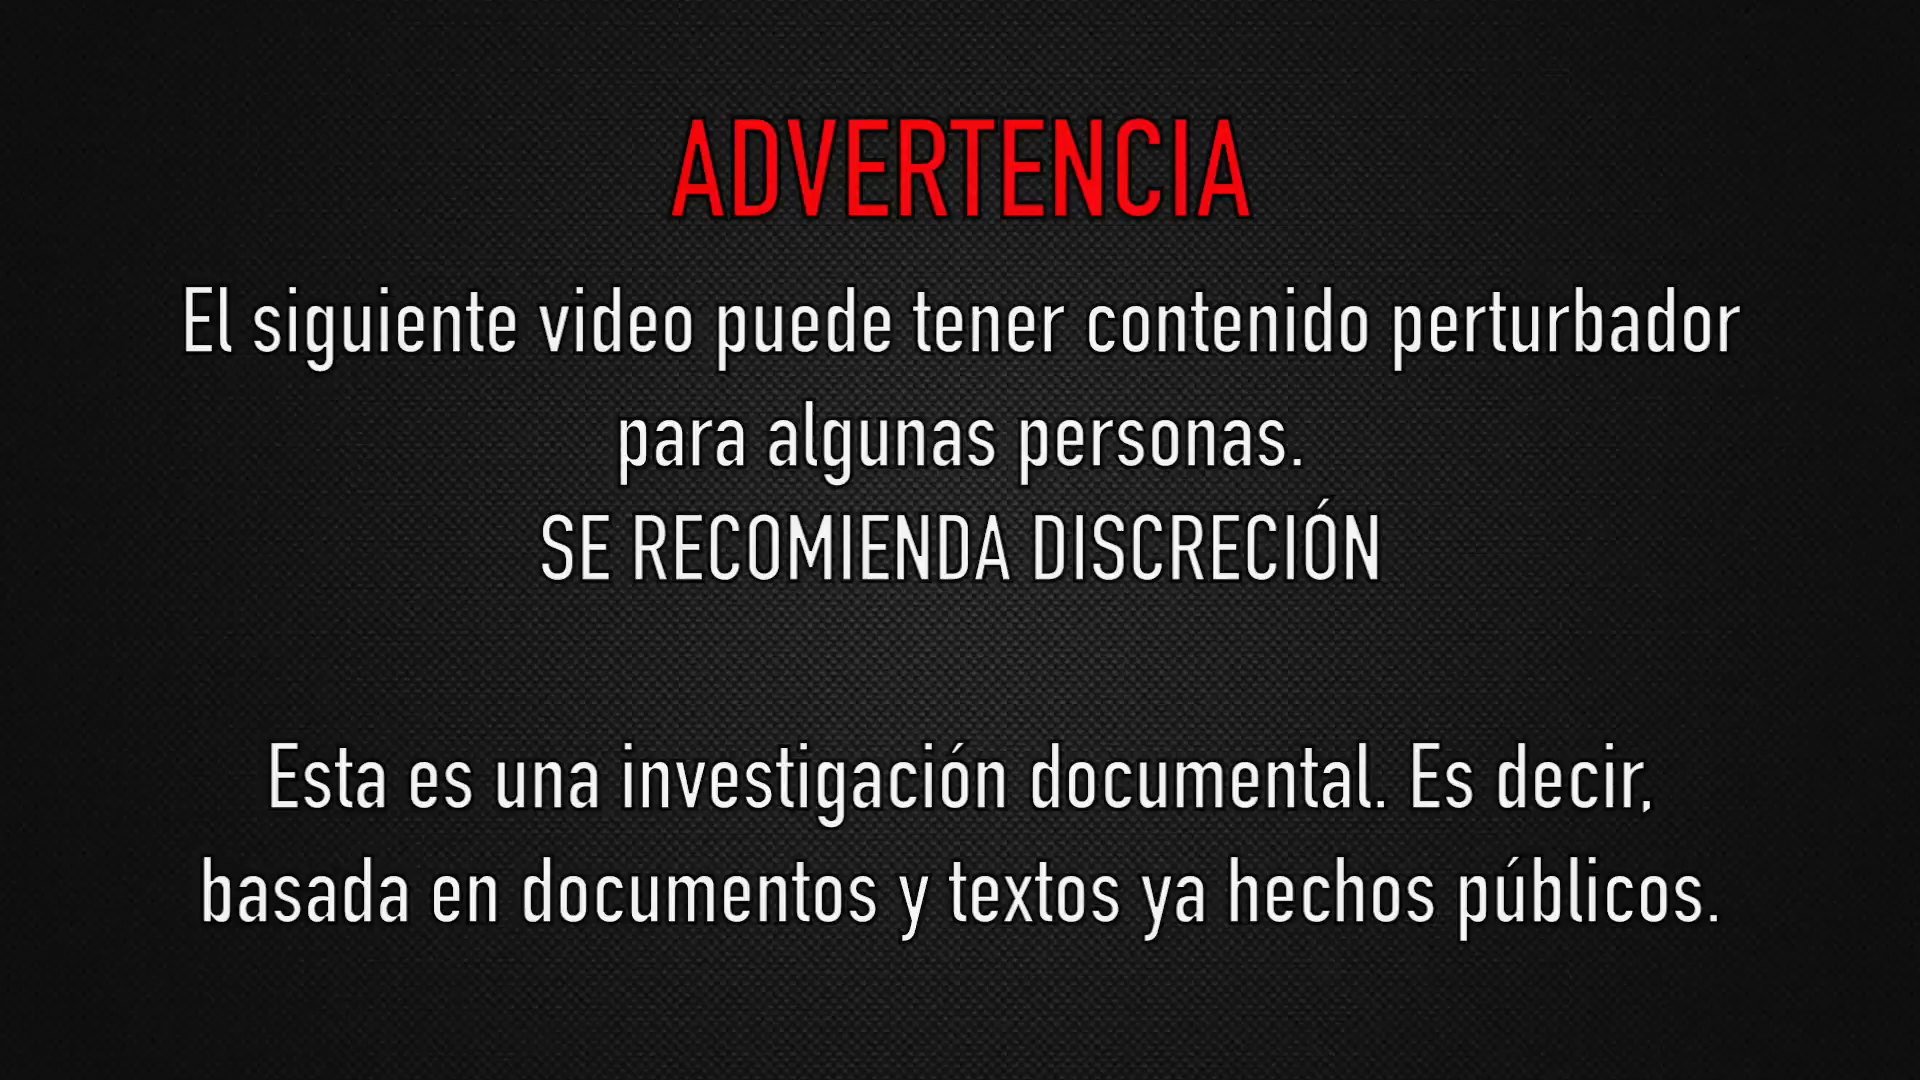 ADVERTENCIA
El siguiente video puede tener contenido perturbador
para algunas personas.
SE RECOMIENDA DISCRECIÓN
Esta es una investigación documental. Es decir,
basada en documentos y textos ya hechos públicos.